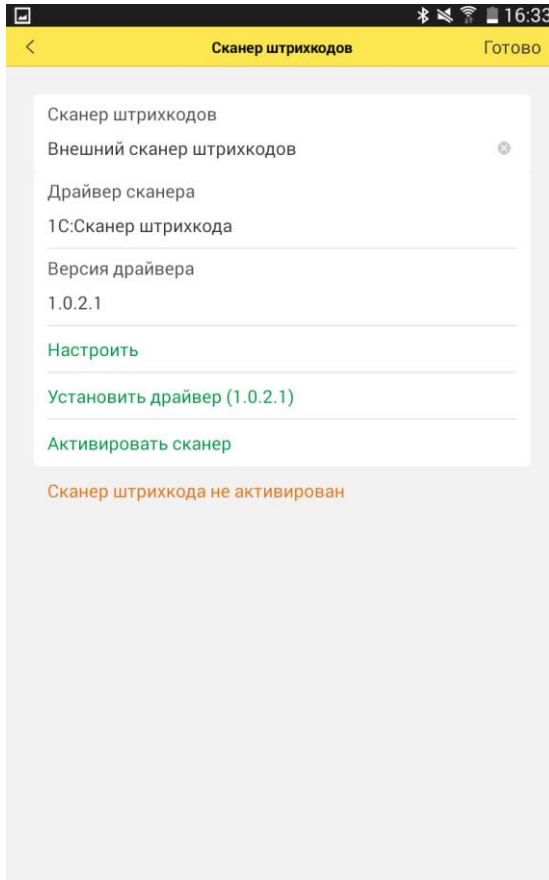 16:33
Сканер штрихкодов
Готово
Сканер штрихкодов
Внешний сканер штрихкодов
Драйвер сканера
1С:Сканер штрихкода
Версия драйвера
1.0.2.1
Настроить
Установить драйвер (1.0.2.1)
Активировать сканер
Сканер штрихкода не активирован